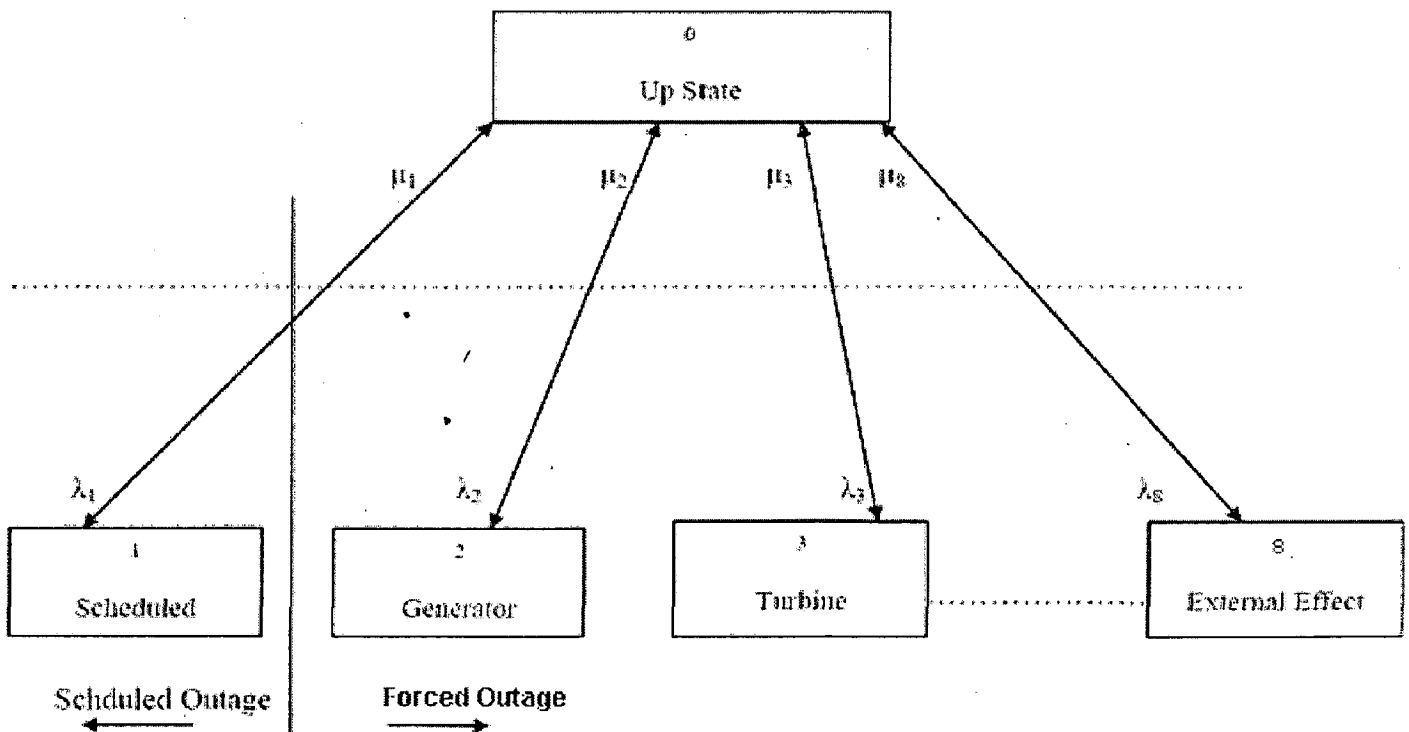 0
Up State
μ₁ μ₂ μ₃ μ₈
λ₁ λ₂ λ₃ λ₈
1
Scheduled
2
Generator
3
Turbine
8
External Effect
Schduled Outage
Forced Outage